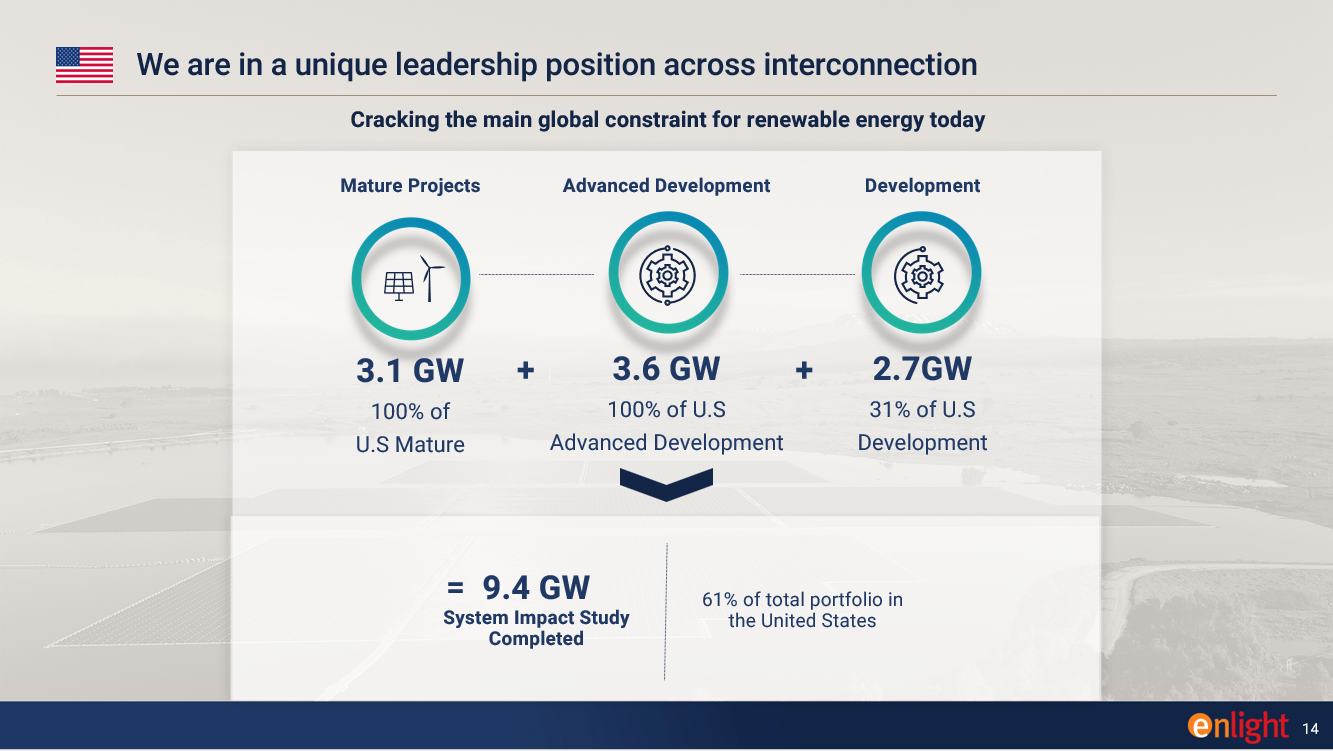 We are in a unique leadership position across interconnection
Cracking the main global constraint for renewable energy today
Mature Projects
Advanced Development
Development
3.1 GW
+
3.6 GW
+
2.7GW
100% of
U.S Mature
100% of U.S
Advanced Development
31% of U.S
Development
= 9.4 GW
System Impact Study
Completed
61% of total portfolio in
the United States
enlight
14